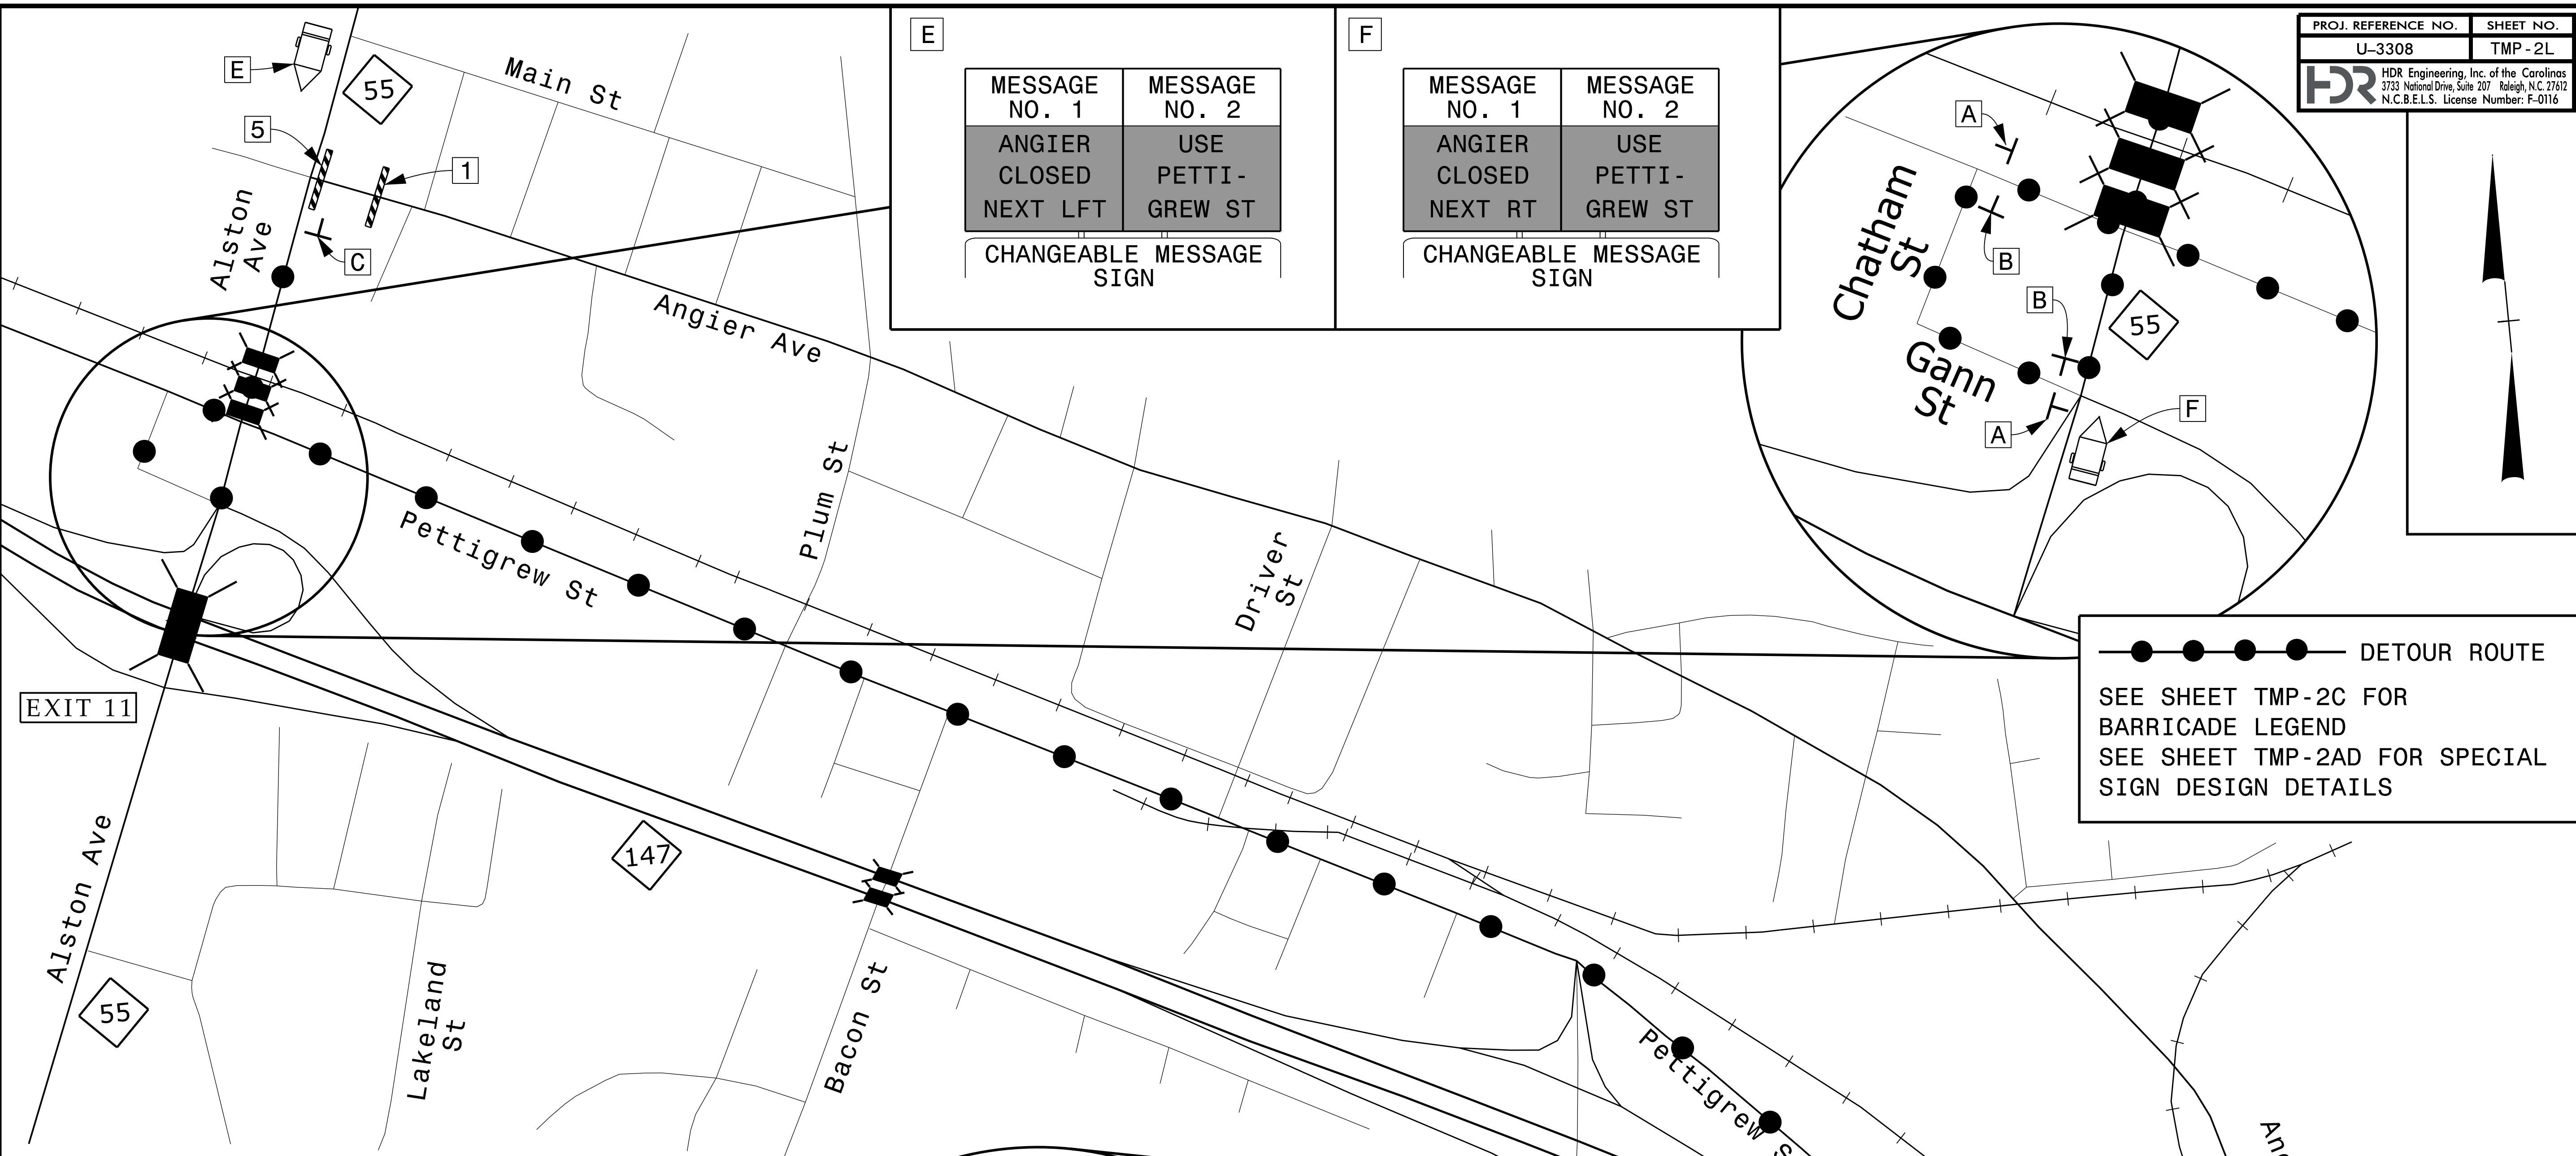 PROJ. REFERENCE NO.
SHEET NO.
U–3308
TMP-2L
HDR
HDR Engineering, Inc. of the Carolinas
3733 National Drive, Suite 207 Raleigh, N.C. 27612
N.C.B.E.L.S. License Number: F–0116
E
MESSAGE
NO. 1
MESSAGE
NO. 2
ANGIER
CLOSED
NEXT LFT
USE
PETTI-
GREW ST
CHANGEABLE MESSAGE
SIGN
F
MESSAGE
NO. 1
MESSAGE
NO. 2
ANGIER
CLOSED
NEXT RT
USE
PETTI-
GREW ST
CHANGEABLE MESSAGE
SIGN
E
55
Main St
5
1
Alston
Ave
C
Angier Ave
Plum St
Pettigrew St
Driver
St
A
Chatham
St
B
B
55
Gann
St
A
F
DETOUR ROUTE
SEE SHEET TMP-2C FOR
BARRICADE LEGEND
SEE SHEET TMP-2AD FOR SPECIAL
SIGN DESIGN DETAILS
EXIT 11
147
Alston Ave
55
Lakeland
St
Bacon St
Pettigrew S